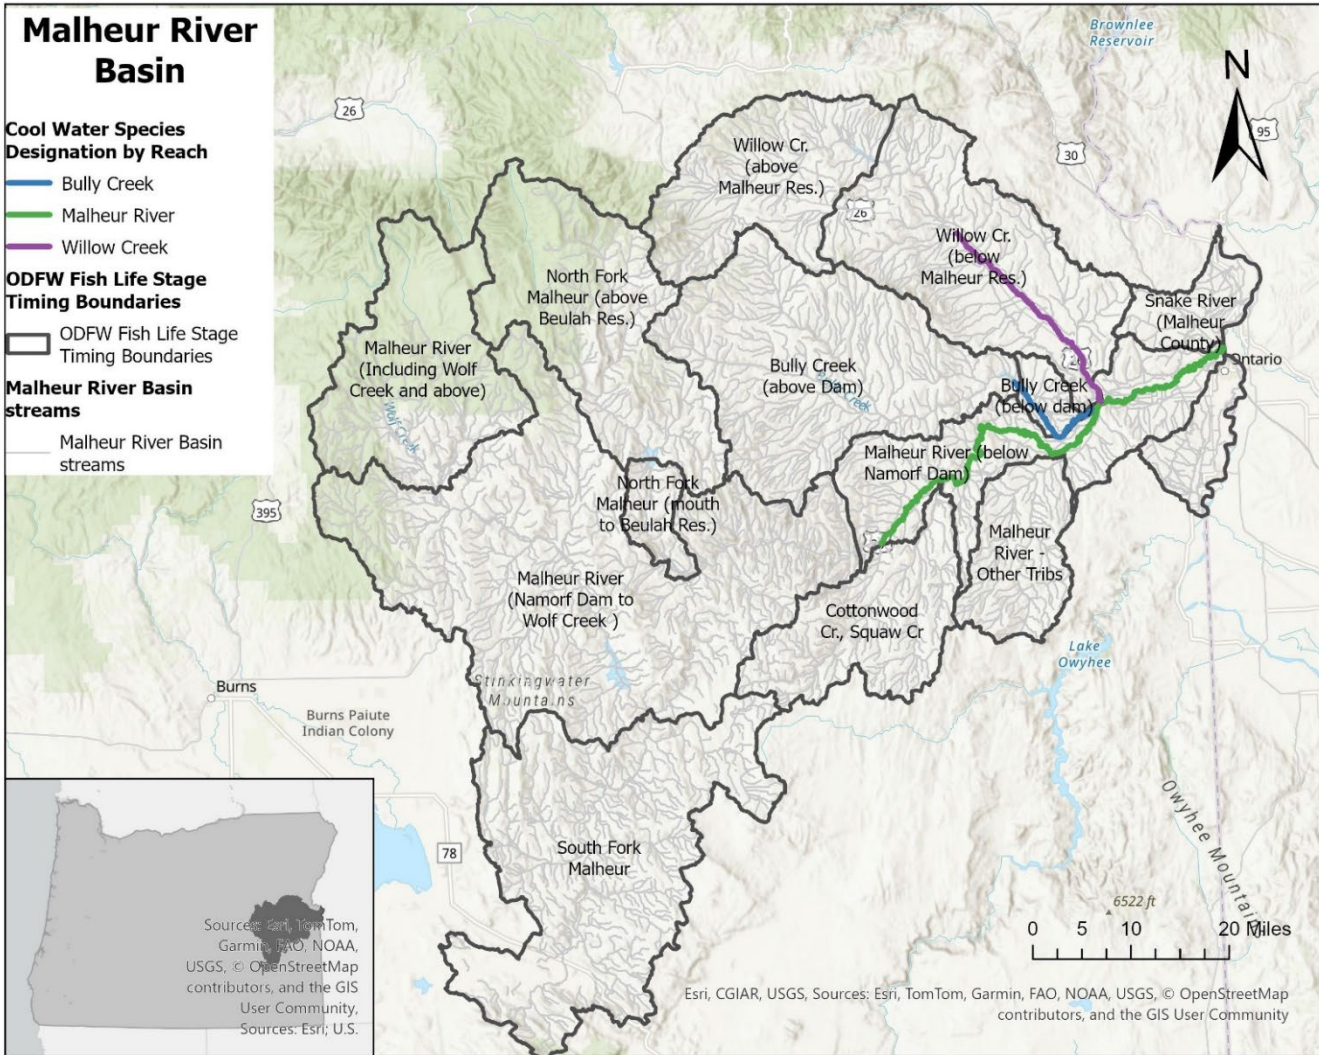 Malheur River
Basin
Cool Water Species
Designation by Reach
Bully Creek
Malheur River
Willow Creek
ODFW Fish Life Stage
Timing Boundaries
ODFW Fish Life Stage
Timing Boundaries
Malheur River Basin
streams
Malheur River Basin
streams
Brownlee
Reservoir
N
26
95
30
Willow Cr.
(above
Malheur Res.)
26
Willow Cr.
(below
Malheur Res.)
North Fork
Malheur (above
Beulah Res.)
Snake River
(Malheur
County)
Malheur River
(Including Wolf
Creek and above)
Ontario
Bully Creek
(above Dam)
Creek
Bully Creek
(below dam)
Wolf Creek
Malheur River (below
Namorf Dam)
395
North Fork
Malheur (mouth
to Beulah Res.)
Malheur
River -
Other Tribs
Malheur River
(Namorf Dam to
Wolf Creek )
Cottonwood
Cr., Squaw Cr
Lake
Owyhee
Stinkingwater
Mountains
Burns
Burns Paiute
Indian Colony
Owyhee Mountain
78
South Fork
Malheur
6522 ft
0 5 10 20 Miles
Sources: Esri, TomTom,
Garmin, FAO, NOAA,
USGS, © OpenStreetMap
contributors, and the GIS
User Community,
Sources: Esri; U.S.
Esri, CGIAR, USGS, Sources: Esri, TomTom, Garmin, FAO, NOAA, USGS, © OpenStreetMap
contributors, and the GIS User Community